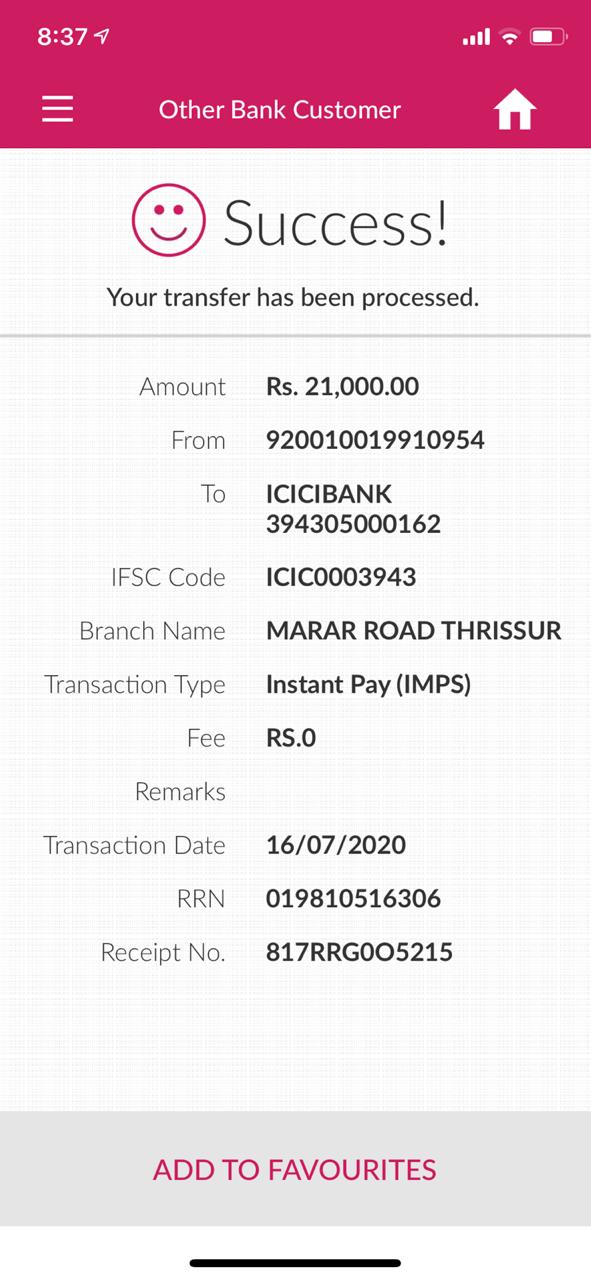 8:37
Other Bank Customer
Success!
Your transfer has been processed.
Amount Rs. 21,000.00
From 920010019910954
To ICICIBANK
394305000162
IFSC Code ICIC0003943
Branch Name MARAR ROAD THRISSUR
Transaction Type Instant Pay (IMPS)
Fee RS.0
Remarks
Transaction Date 16/07/2020
RRN 019810516306
Receipt No. 817RRG0O5215
ADD TO FAVOURITES